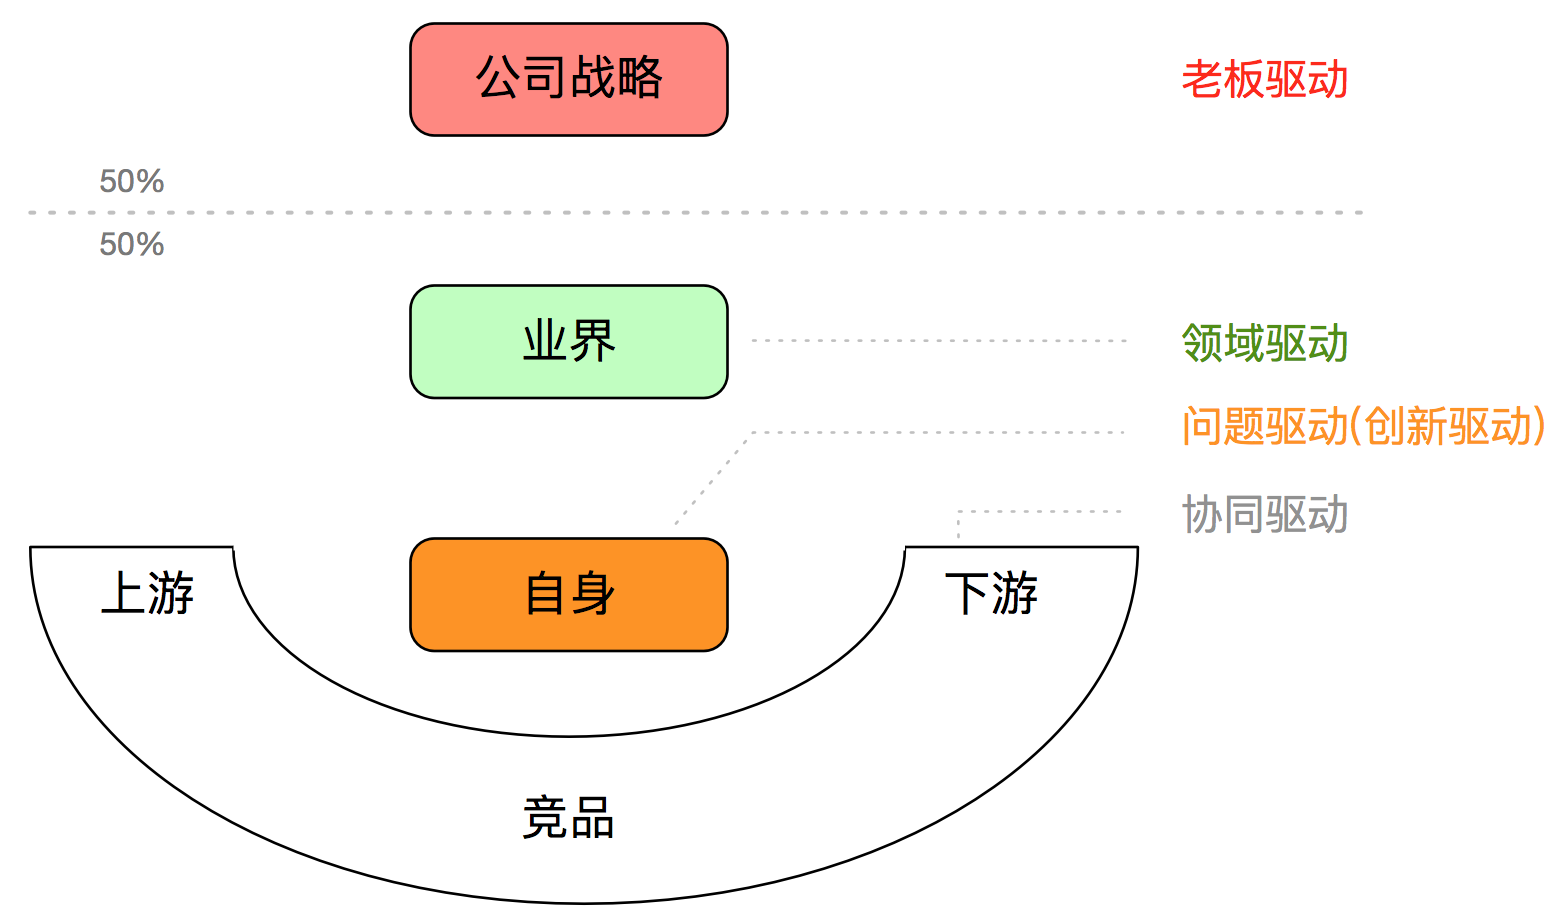 公司战略
老板驱动
50%
50%
业界
领域驱动
问题驱动(创新驱动)
协同驱动
上游
自身
下游
竞品